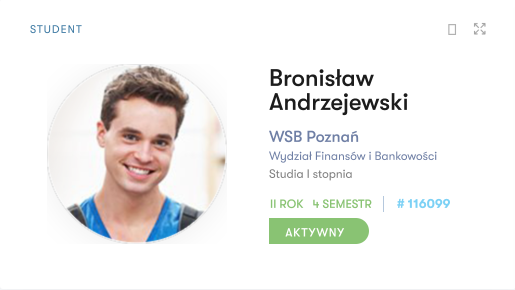 STUDENT
Bronisław
Andrzejewski
WSB Poznań
Wydział Finansów i Bankowości
Studia I stopnia
II ROK 4 SEMESTR # 116099
AKTYWNY